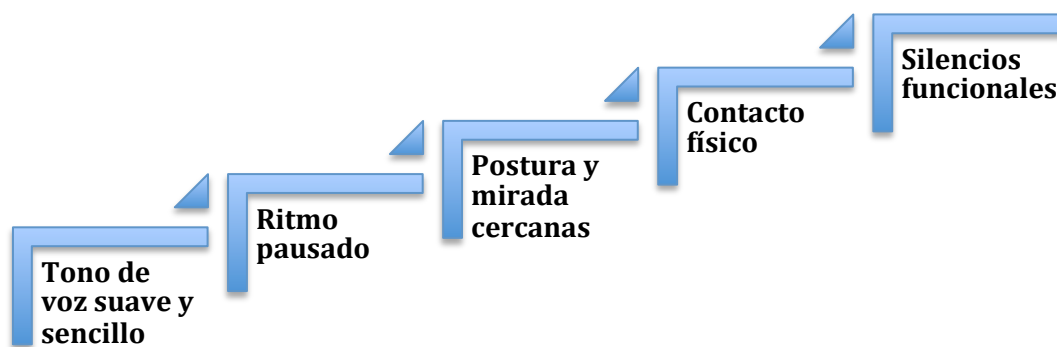 Tono de
voz suave y
sencillo
Ritmo
pausado
Postura y
mirada
cercanas
Contacto
físico
Silencios
funcionales